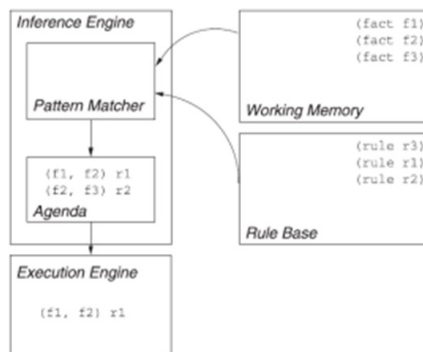 Inference Engine
Pattern Matcher
(f1, f2) r1
(f2, f3) r2
Agenda
Execution Engine
(f1, f2) r1
(fact f1)
(fact f2)
(fact f3)
Working Memory
(rule r3)
(rule r1)
(rule r2)
Rule Base